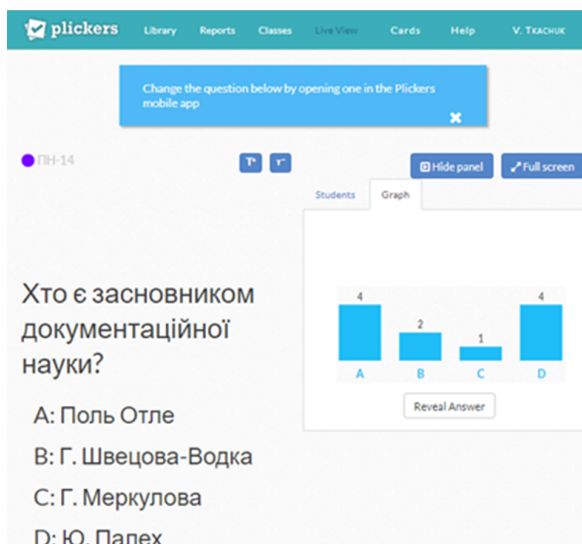 plickers Library Reports Classes Live View Cards Help V. TKACHUK
Change the question below by opening one in the Plickers
mobile app
ПН-14
T+ T-
Hide panel Full screen
Students Graph
Хто є засновником
документаційної
науки?
A: Поль Отле
B: Г. Швецова-Водка
C: Г. Меркулова
D: Ю. Палех
4 2 1 4
A B C D
Reveal Answer